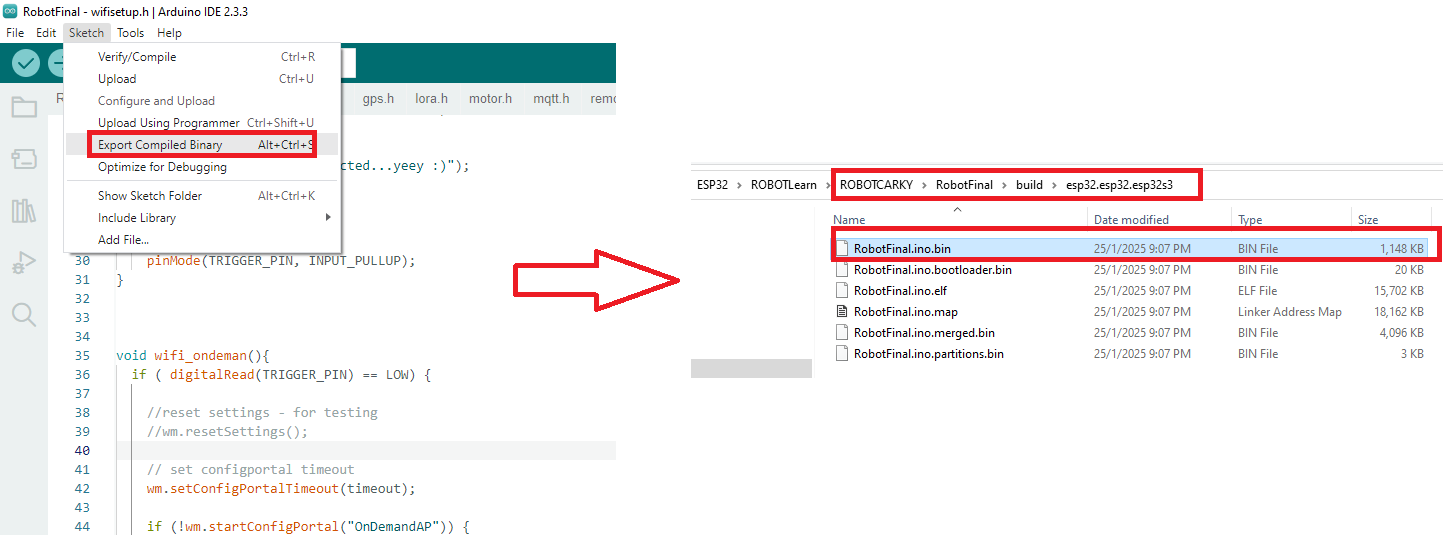 RobotFinal - wifisetup.h | Arduino IDE 2.3.3
File Edit Sketch Tools Help
Verify/Compile Ctrl+R
Upload Ctrl+U
Configure and Upload
Upload Using Programmer Ctrl+Shift+U
Export Compiled Binary Alt+Ctrl+S
Optimize for Debugging
Show Sketch Folder Alt+Ctrl+K
Include Library
Add File...
R gps.h lora.h motor.h mqtt.h remo
cted...yeey :)");
30 pinMode(TRIGGER_PIN, INPUT_PULLUP);
31 }
32
33
34
35 void wifi_ondeman(){
36 if ( digitalRead(TRIGGER_PIN) == LOW) {
37
38 //reset settings - for testing
39 //wm.resetSettings();
40
41 // set configportal timeout
42 wm.setConfigPortalTimeout(timeout);
43
44 if (!wm.startConfigPortal("OnDemandAP")) {
ESP32 > ROBOTLearn > ROBOTCARKY > RobotFinal > build > esp32.esp32.esp32s3
Name Date modified Type Size
RobotFinal.ino.bin 25/1/2025 9:07 PM BIN File 1,148 KB
RobotFinal.ino.bootloader.bin 25/1/2025 9:07 PM BIN File 20 KB
RobotFinal.ino.elf 25/1/2025 9:07 PM ELF File 15,702 KB
RobotFinal.ino.map 25/1/2025 9:07 PM Linker Address Map 18,162 KB
RobotFinal.ino.merged.bin 25/1/2025 9:07 PM BIN File 4,096 KB
RobotFinal.ino.partitions.bin 25/1/2025 9:07 PM BIN File 3 KB